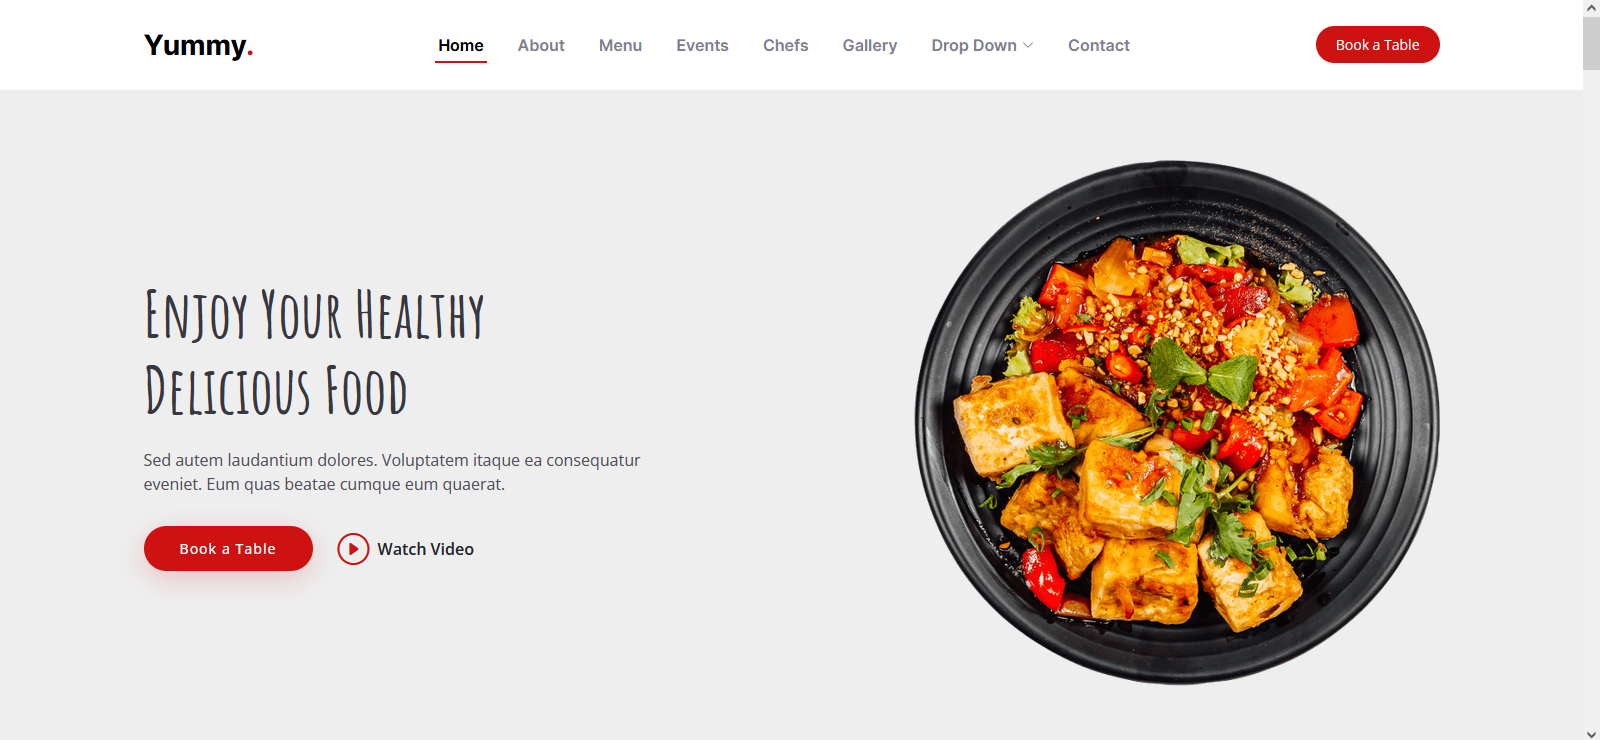 Yummy.
Home About Menu Events Chefs Gallery Drop Down Contact
Book a Table
Enjoy Your Healthy
Delicious Food
Sed autem laudantium dolores. Voluptatem itaque ea consequatur
eveniet. Eum quas beatae cumque eum quaerat.
Book a Table
Watch Video